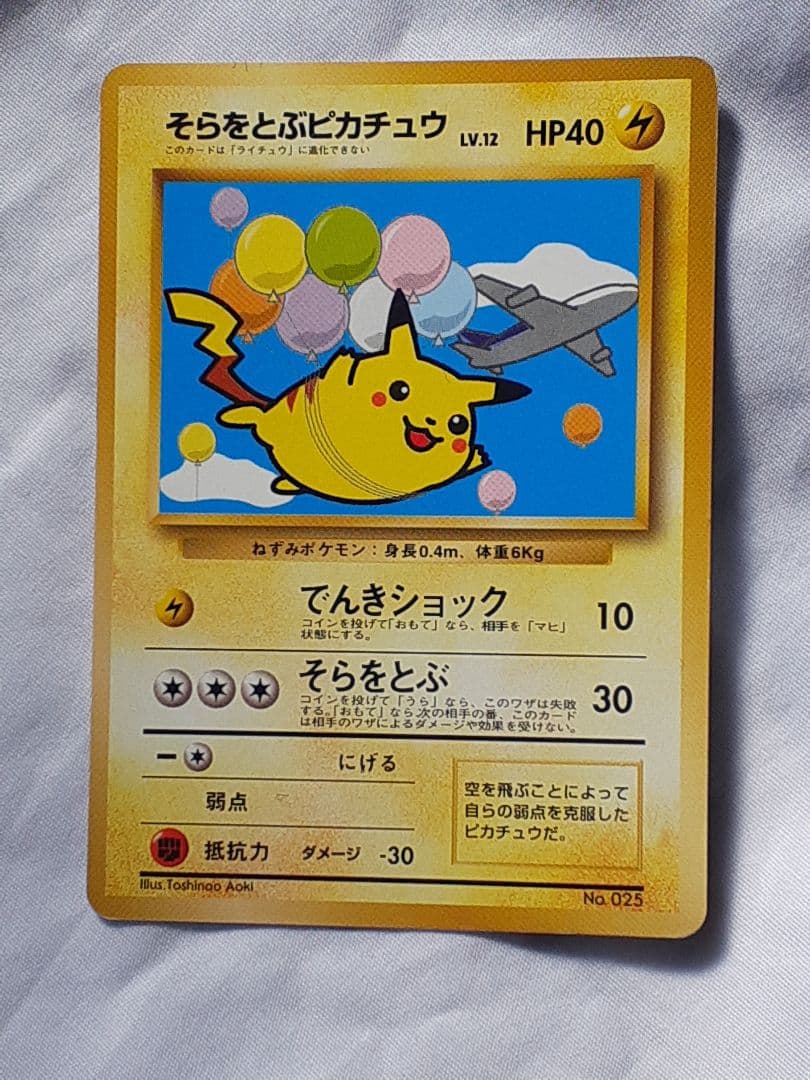 そらをとぶピカチュウ LV.12 HP40
このカードは「ライチュウ」に進化できない
ねずみポケモン：身長0.4m、体重6Kg
でんきショック 10
コインを投げて「おもて」なら、相手を「マヒ」
状態にする。
そらをとぶ 30
コインを投げて「うら」なら、このワザは失敗
する。「おもて」なら次の相手の番、このカード
は相手のワザによるダメージや効果を受けない。
にげる
弱点
抵抗力 ダメージ -30
空を飛ぶことによって
自らの弱点を克服した
ピカチュウだ。
Illus.Toshinao Aoki
No.025